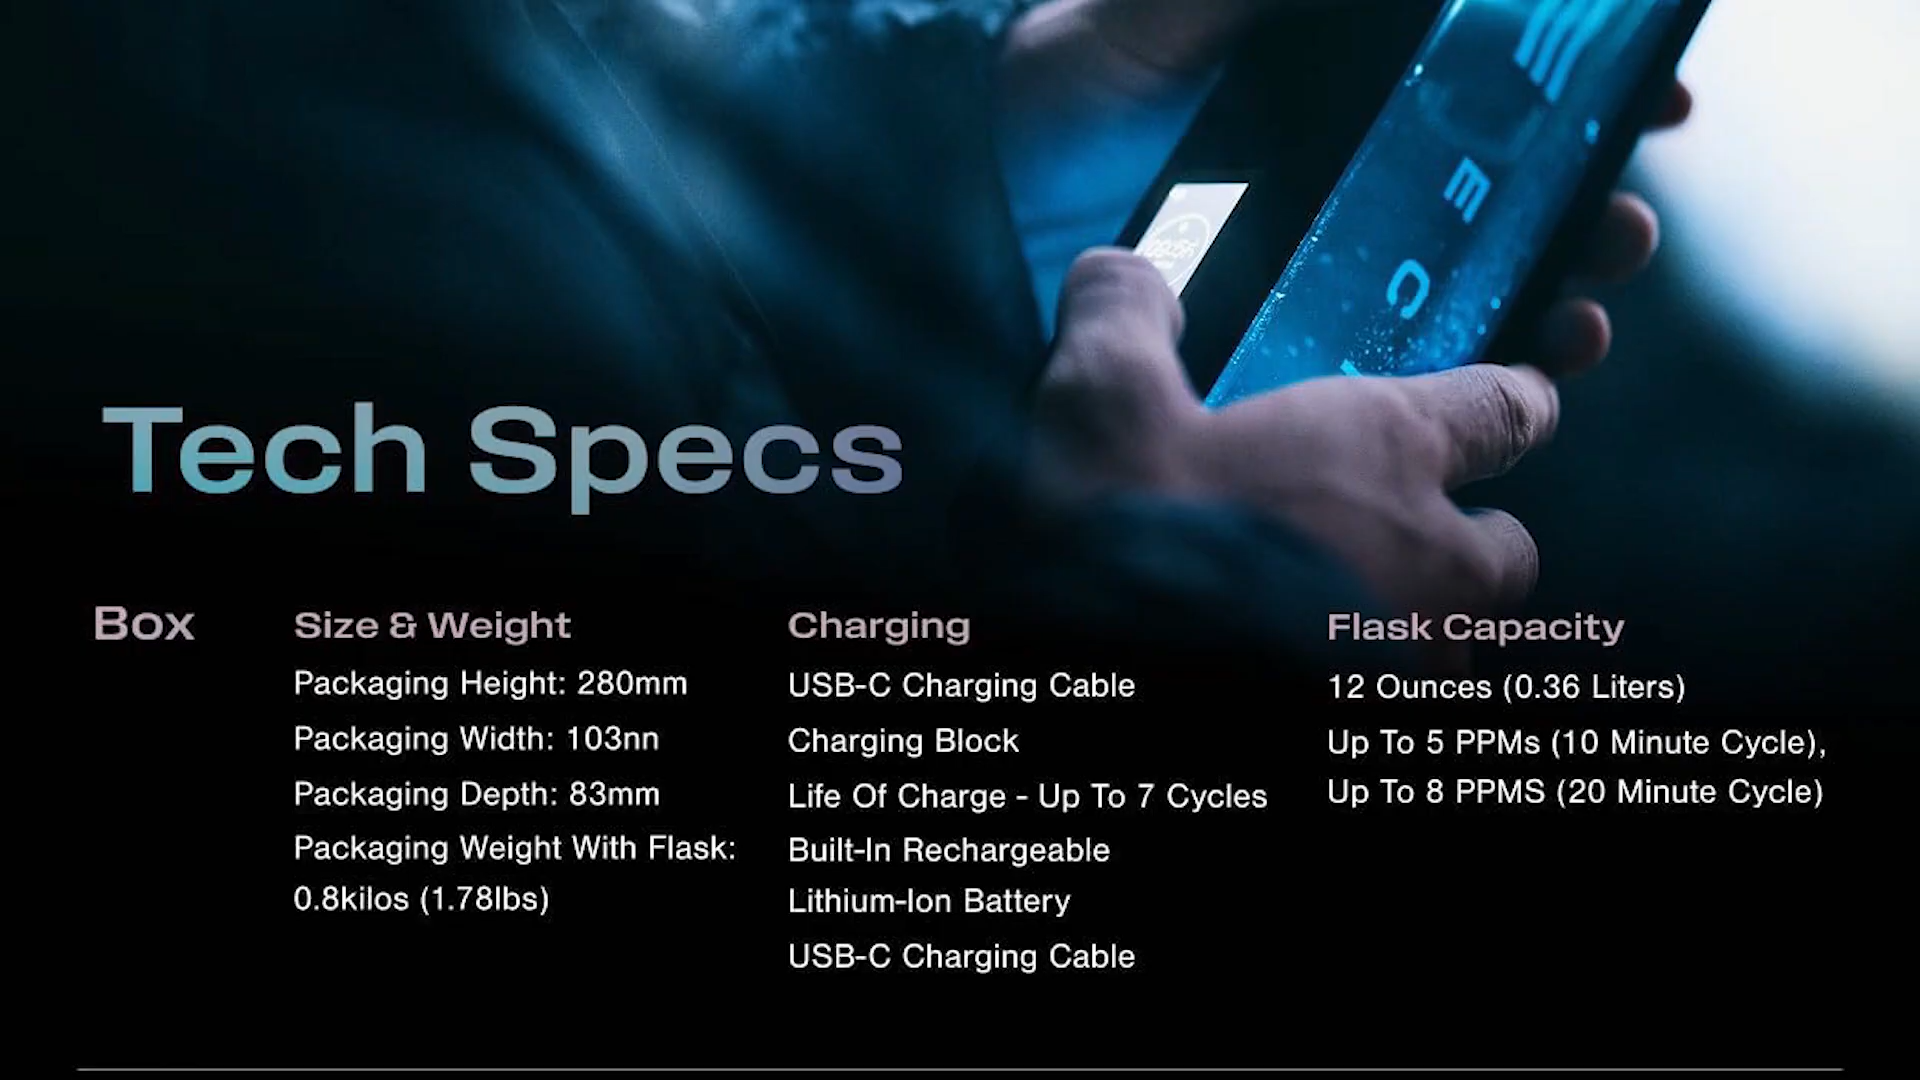 E
C
Tech Specs
Box
Size & Weight
Packaging Height: 280mm
Packaging Width: 103nn
Packaging Depth: 83mm
Packaging Weight With Flask:
0.8kilos (1.78lbs)
Charging
USB-C Charging Cable
Charging Block
Life Of Charge - Up To 7 Cycles
Built-In Rechargeable
Lithium-Ion Battery
USB-C Charging Cable
Flask Capacity
12 Ounces (0.36 Liters)
Up To 5 PPMs (10 Minute Cycle),
Up To 8 PPMS (20 Minute Cycle)